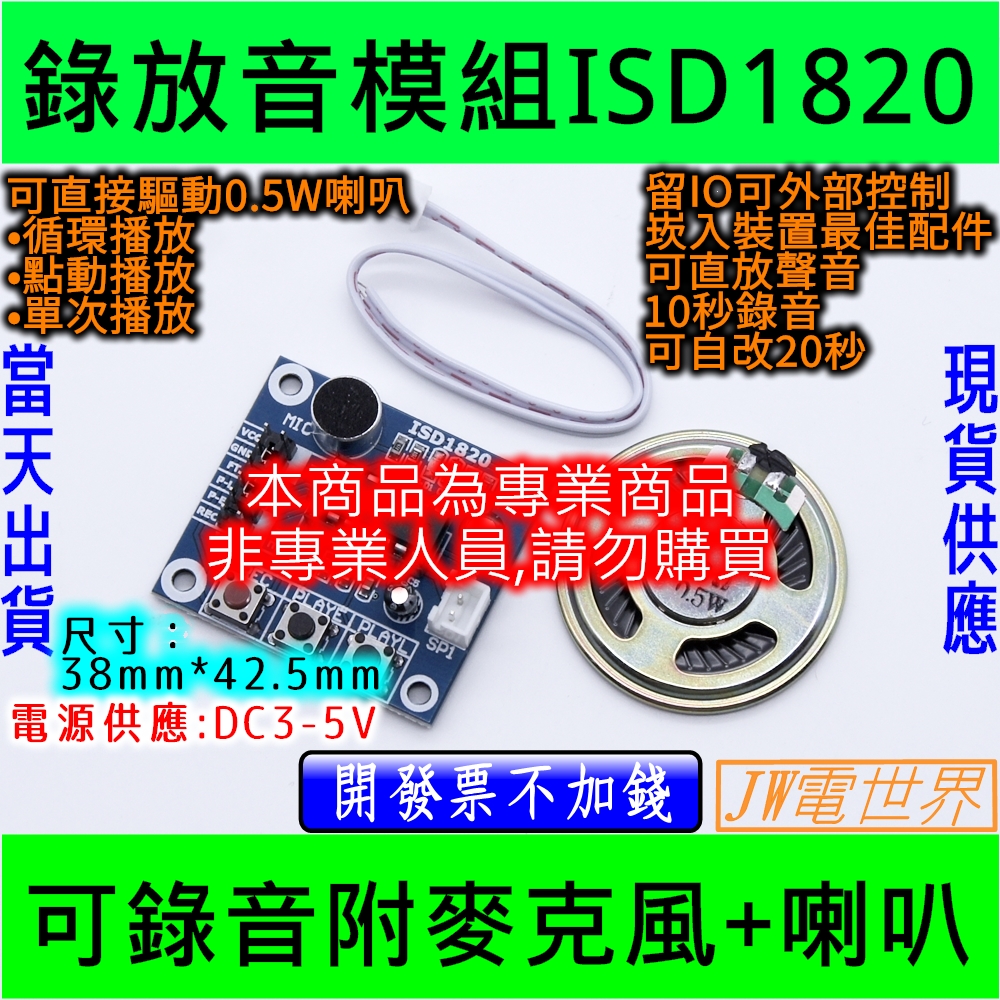 錄放音模組ISD1820
可直接驅動0.5W喇叭
•循環播放
•點動播放
•單次播放
留IO可外部控制
崁入裝置最佳配件
可直放聲音
10秒錄音
可自改20秒
當天出貨
現貨供應
MIC
ISD1820
VCC
GND
FT
P-L
P-E
REC
本商品為專業商品
非專業人員,請勿購買
PLAYE
PLAYL
SP1
0.5W
尺寸：
38mm*42.5mm
電源供應:DC3-5V
開發票不加錢
JW電世界
可錄音附麥克風+喇叭